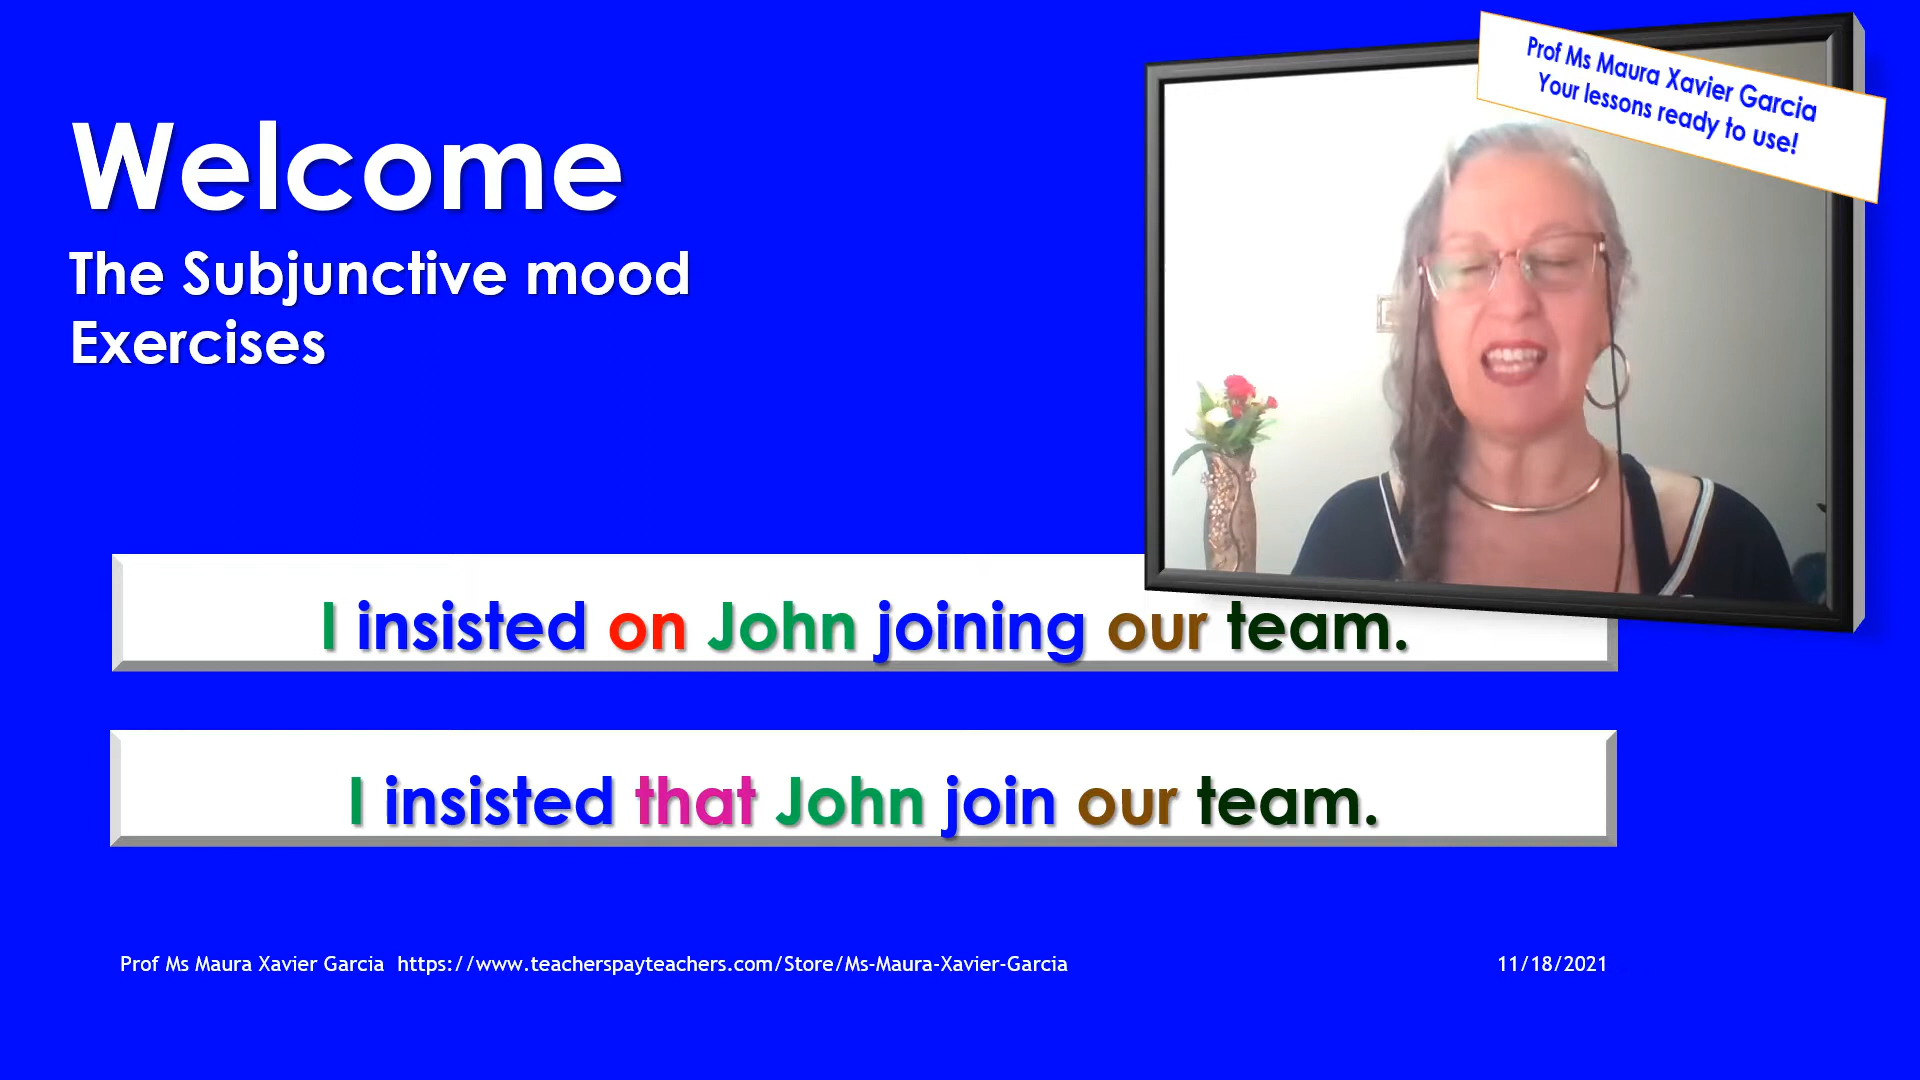 Prof Ms Maura Xavier Garcia
Your lessons ready to use!
Welcome
The Subjunctive mood
Exercises
I insisted on John joining our team.
I insisted that John join our team.
Prof Ms Maura Xavier Garcia  https://www.teacherspayteachers.com/Store/Ms-Maura-Xavier-Garcia
11/18/2021